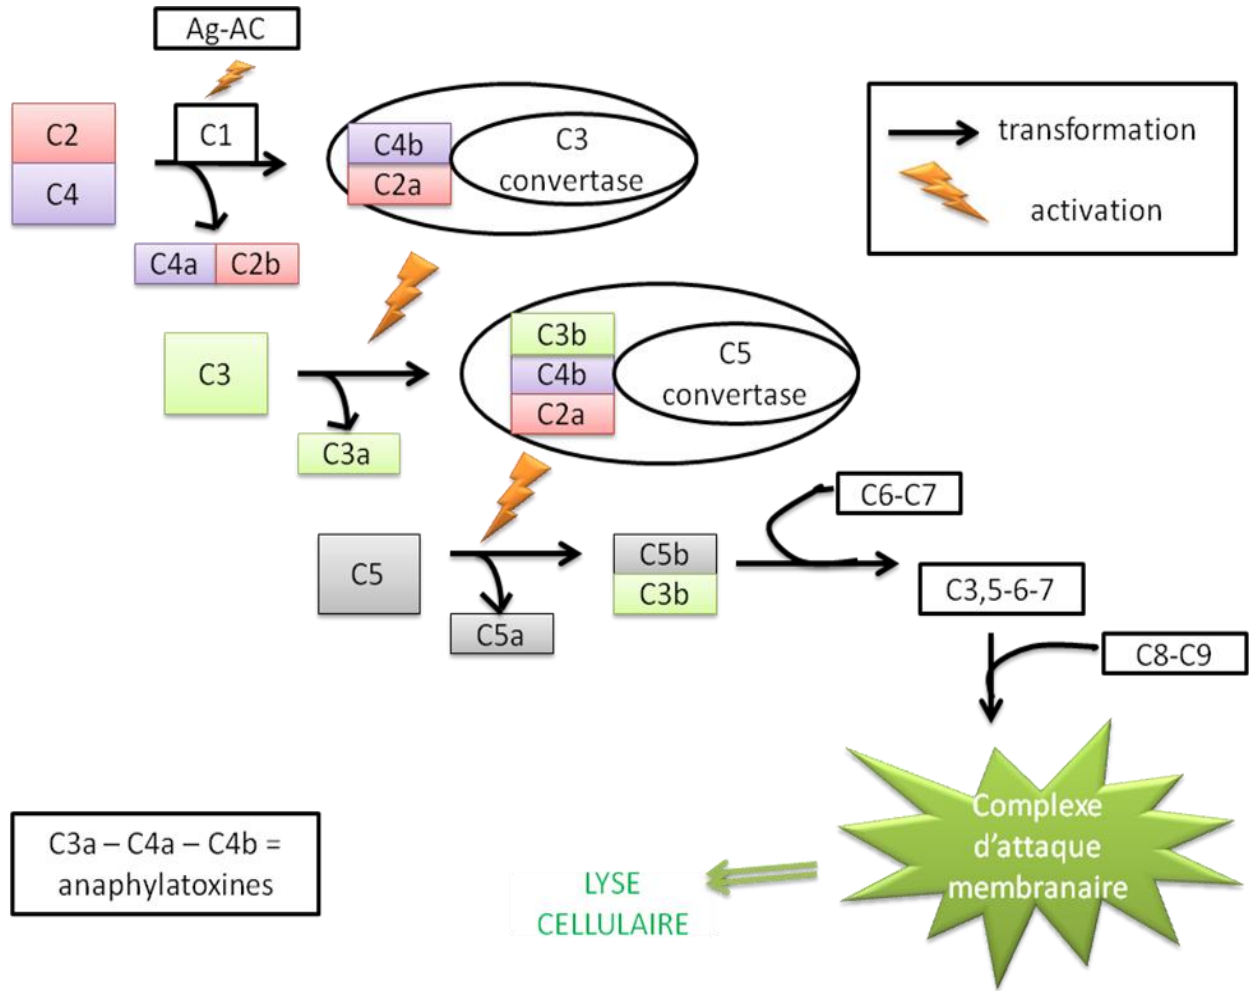 Ag-AC
C2
C4
C1
C4b
C2a
C3
convertase
transformation
activation
C4a
C2b
C3
C3a
C3b
C4b
C2a
C5
convertase
C5
C5a
C5b
C3b
C6-C7
C3,5-6-7
C8-C9
Complexe
d'attaque
membranaire
LYSE
CELLULAIRE
C3a – C4a – C4b =
anaphylatoxines